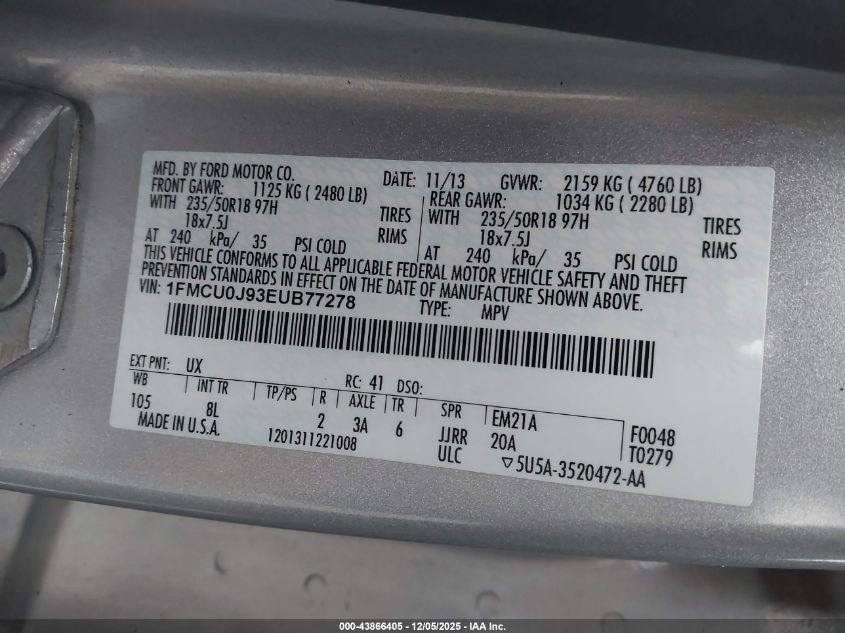 MFD. BY FORD MOTOR CO. DATE: 11/13 GVWR: 2159 KG ( 4760 LB)
FRONT GAWR: 1125 KG ( 2480 LB) REAR GAWR: 1034 KG ( 2280 LB)
WITH 235/50R18 97H TIRES WITH 235/50R18 97H TIRES
18x7.5J RIMS 18x7.5J RIMS
AT 240 kPa/ 35 PSI COLD AT 240 kPa/ 35 PSI COLD
THIS VEHICLE CONFORMS TO ALL APPLICABLE FEDERAL MOTOR VEHICLE SAFETY AND THEFT
PREVENTION STANDARDS IN EFFECT ON THE DATE OF MANUFACTURE SHOWN ABOVE.
VIN: 1FMCU0J93EUB77278 TYPE: MPV
EXT PNT: UX RC: 41 DSO:
WB INT TR TP/PS R AXLE TR SPR EM21A F0048
105 8L 2 3A 6 JJRR 20A T0279
MADE IN U.S.A. 1201311221008 ULC ▽5U5A-3520472-AA
000-43866405 - 12/05/2025 - IAA Inc.